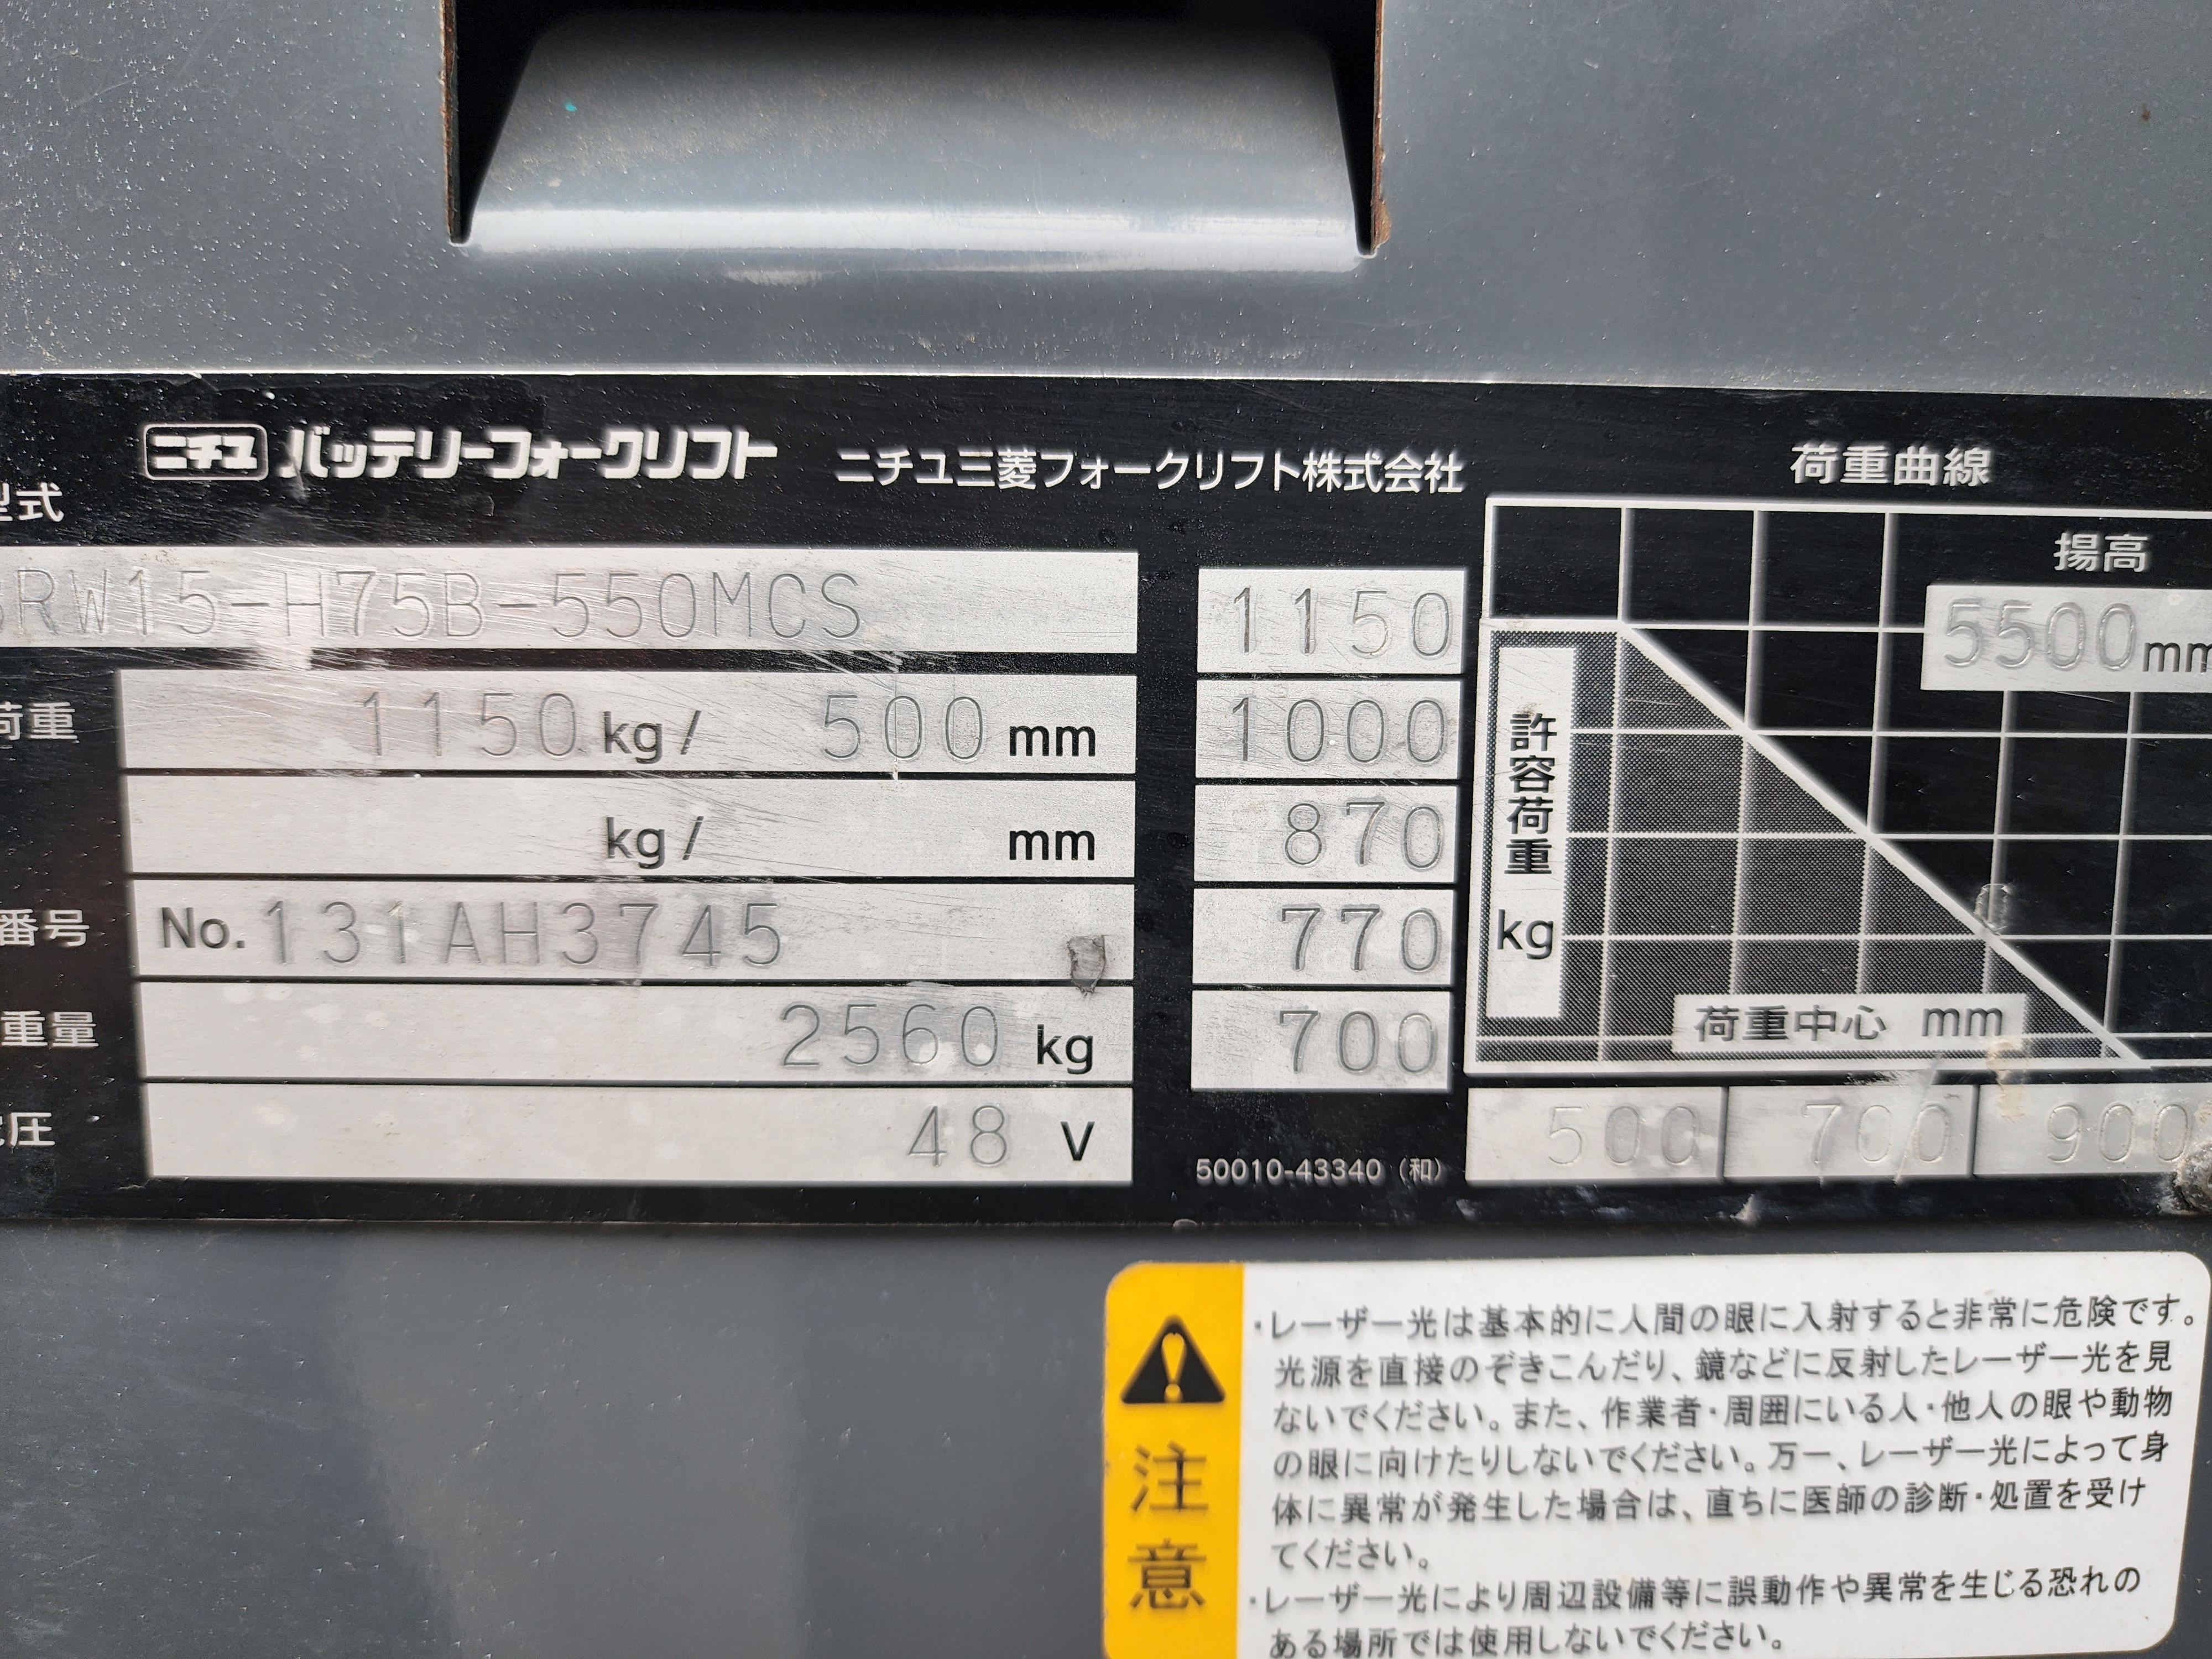 ニチユ バッテリーフォークリフト ニチユ三菱フォークリフト株式会社
型式
RW15-H75B-550MCS
荷重 1150 kg / 500 mm
kg / mm
番号 No. 131AH3745
重量 2560 kg
圧 48 V
1150
1000
870
770
700
50010-43340 (和)
荷重曲線
揚高
5500 mm
許容荷重 kg
荷重中心 mm
500 700 900
注意
・レーザー光は基本的に人間の眼に入射すると非常に危険です。
光源を直接のぞきこんだり、鏡などに反射したレーザー光を見
ないでください。また、作業者・周囲にいる人・他人の眼や動物
の眼に向けたりしないでください。万一、レーザー光によって身
体に異常が発生した場合は、直ちに医師の診断・処置を受け
てください。
・レーザー光により周辺設備等に誤動作や異常を生じる恐れの
ある場所では使用しないでください。